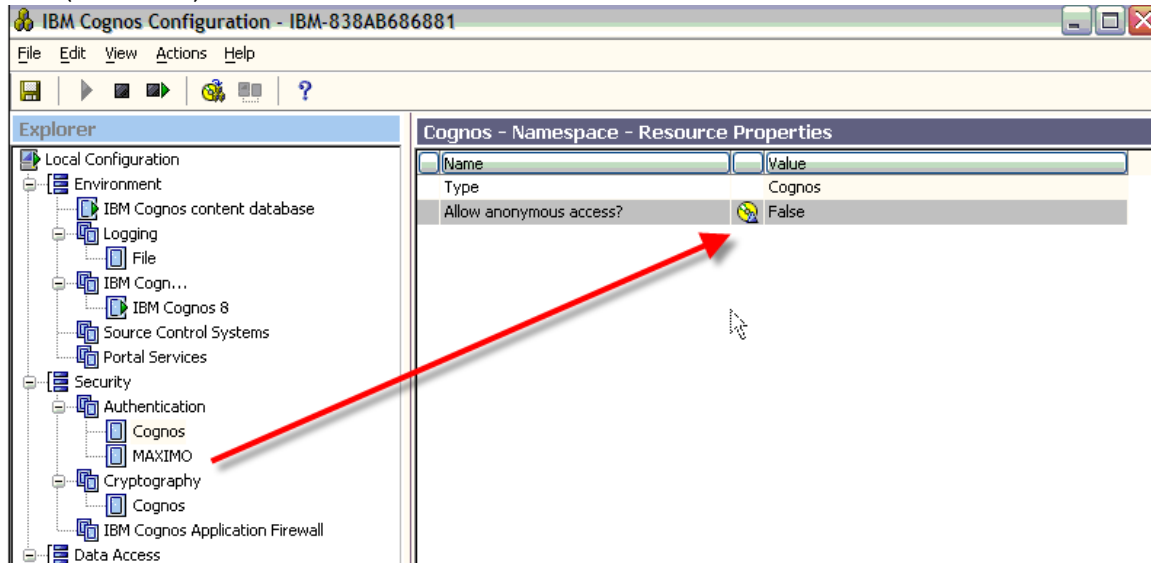 IBM Cognos Configuration - IBM-838AB686881
File Edit View Actions Help
Explorer
Cognos - Namespace - Resource Properties
Local Configuration
Name Value
Environment
Type Cognos
IBM Cognos content database
Allow anonymous access? False
Logging
File
IBM Cogn...
IBM Cognos 8
Source Control Systems
Portal Services
Security
Authentication
Cognos
MAXIMO
Cryptography
Cognos
IBM Cognos Application Firewall
Data Access